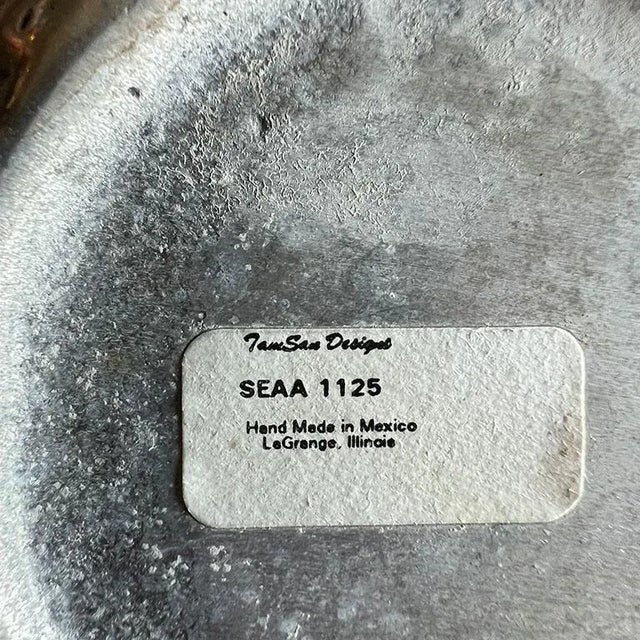 TamSan Designs
SEAA 1125
Hand Made in Mexico
LaGrange, Illinois